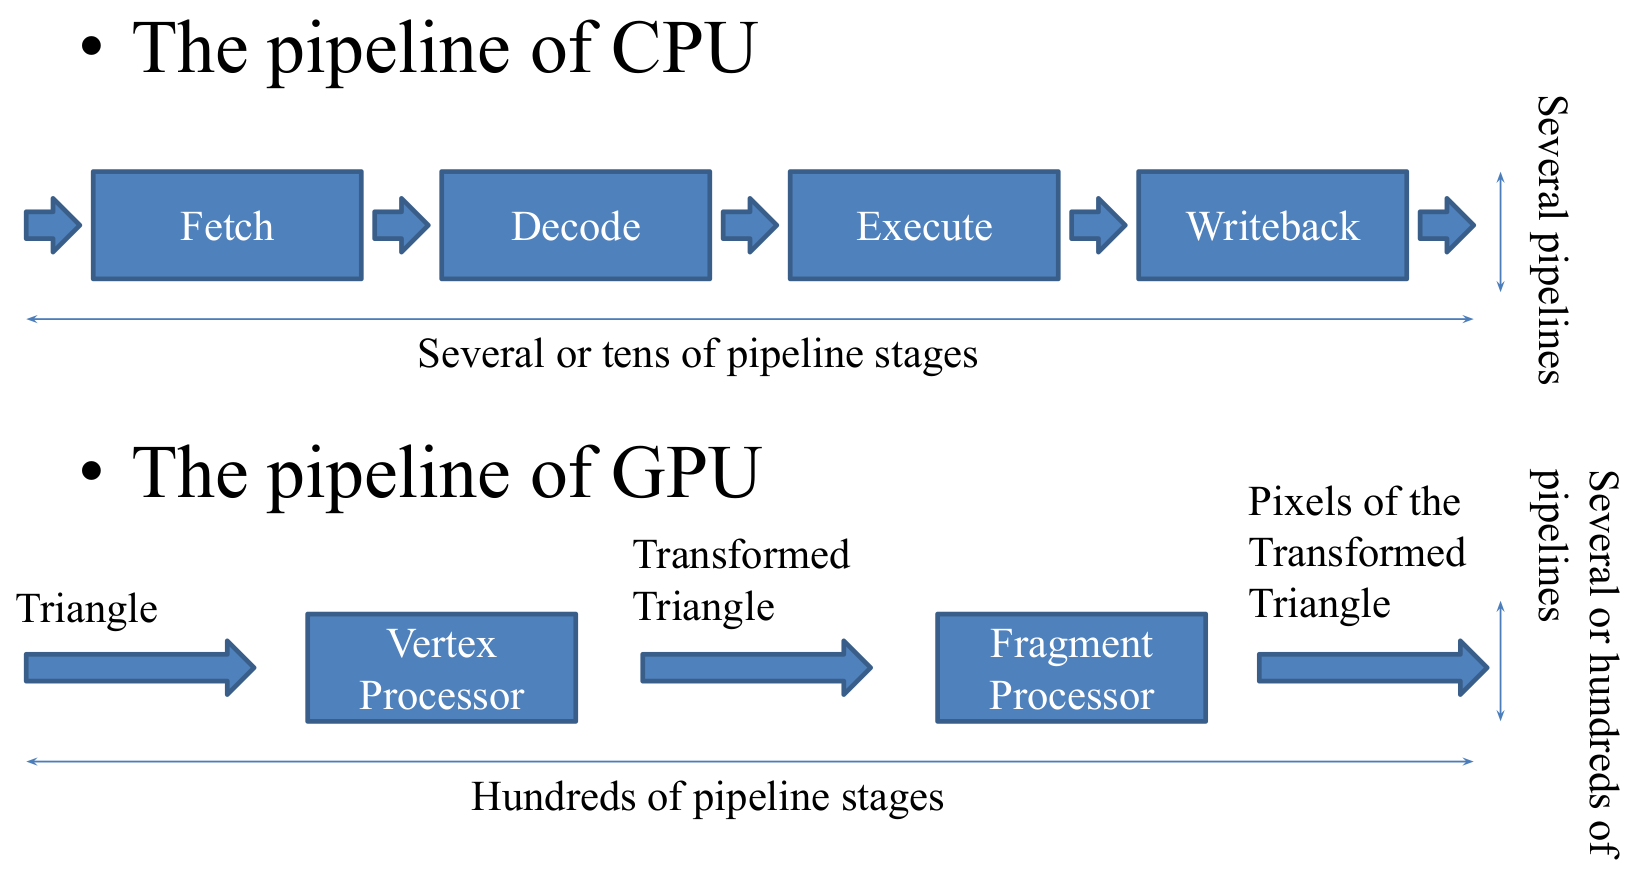 • The pipeline of CPU
Fetch
Decode
Execute
Writeback
Several pipelines
Several or tens of pipeline stages
• The pipeline of GPU
Triangle
Vertex
Processor
Transformed
Triangle
Fragment
Processor
Pixels of the
Transformed
Triangle
Several or hundreds of
pipelines
Hundreds of pipeline stages